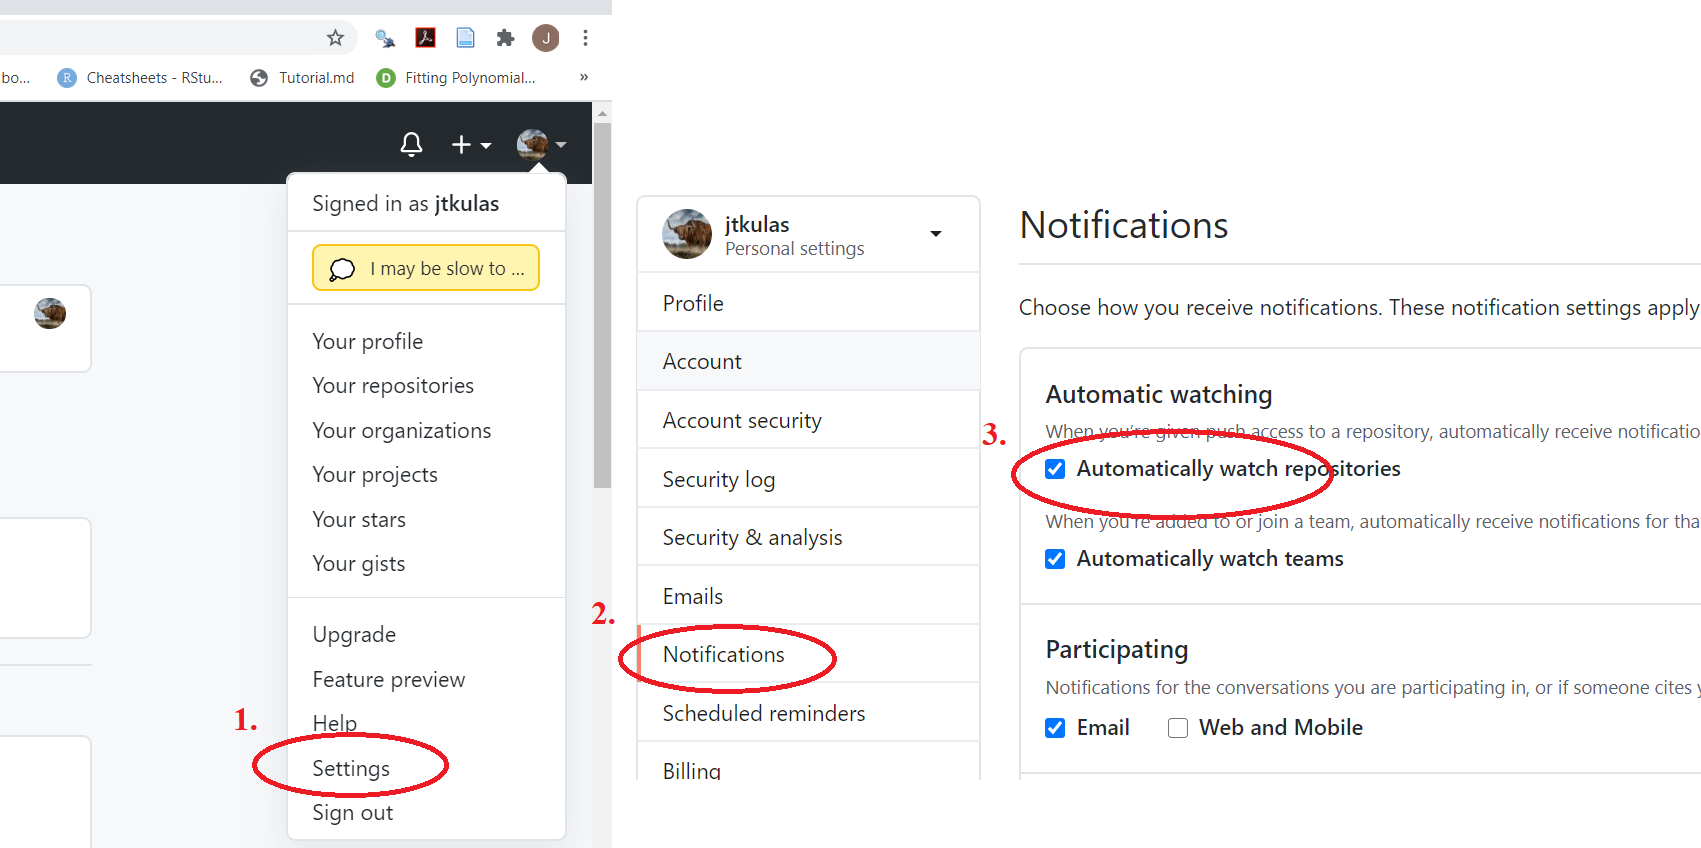 J
bo...
R Cheatsheets - RStu...
Tutorial.md
D Fitting Polynomial...
»
Signed in as jtkulas
I may be slow to ...
Your profile
Your repositories
Your organizations
Your projects
Your stars
Your gists
Upgrade
Feature preview
Help
1.
Settings
Sign out
2.
jtkulas
Personal settings
Profile
Account
Account security
Security log
Security & analysis
Emails
Notifications
Scheduled reminders
Billing
Notifications
Choose how you receive notifications. These notification settings apply
Automatic watching
3.
When you're given push access to a repository, automatically receive notificatio
Automatically watch repositories
When you're added to or join a team, automatically receive notifications for tha
Automatically watch teams
Participating
Notifications for the conversations you are participating in, or if someone cites y
Email
Web and Mobile